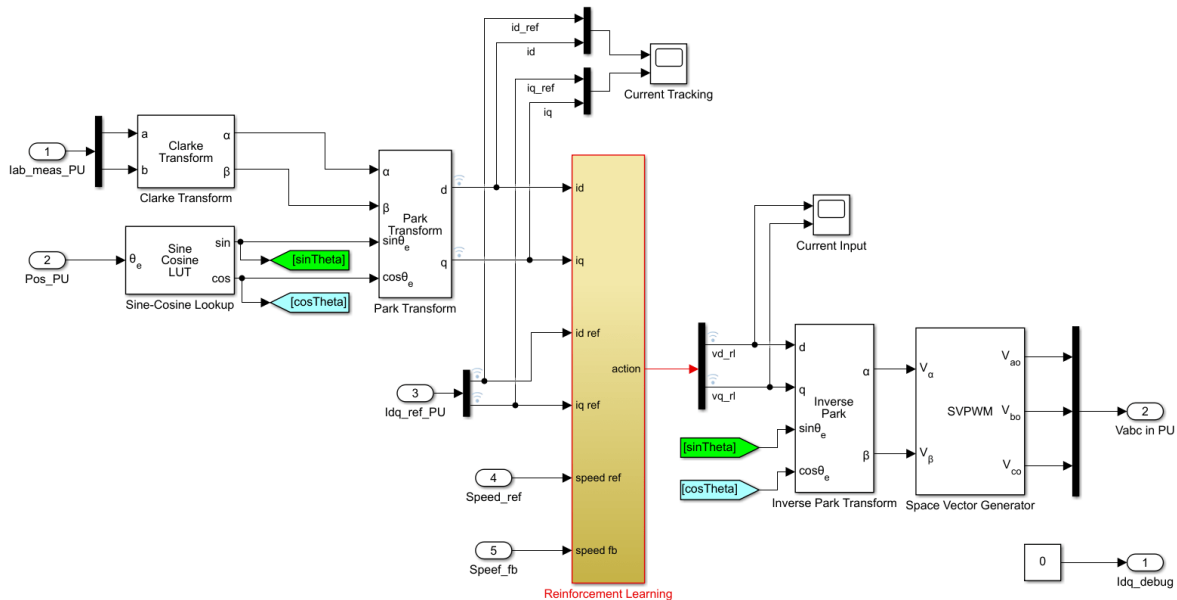 id_ref
id
iq_ref
iq
Current Tracking
1
Iab_meas_PU
a
b
Clarke
Transform
α
β
Clarke Transform
2
Pos_PU
θe
Sine
Cosine
LUT
sin
cos
Sine-Cosine Lookup
[sinTheta]
[cosTheta]
α
β
sinθe
cosθe
Park
Transform
d
q
Park Transform
3
Idq_ref_PU
4
Speed_ref
5
Speef_fb
id
iq
id ref
iq ref
speed ref
speed fb
action
Reinforcement Learning
Current Input
vd_rl
vq_rl
[sinTheta]
[cosTheta]
d
q
sinθe
cosθe
Inverse
Park
α
β
Inverse Park Transform
Vα
Vβ
SVPWM
Vao
Vbo
Vco
Space Vector Generator
2
Vabc in PU
0
1
Idq_debug